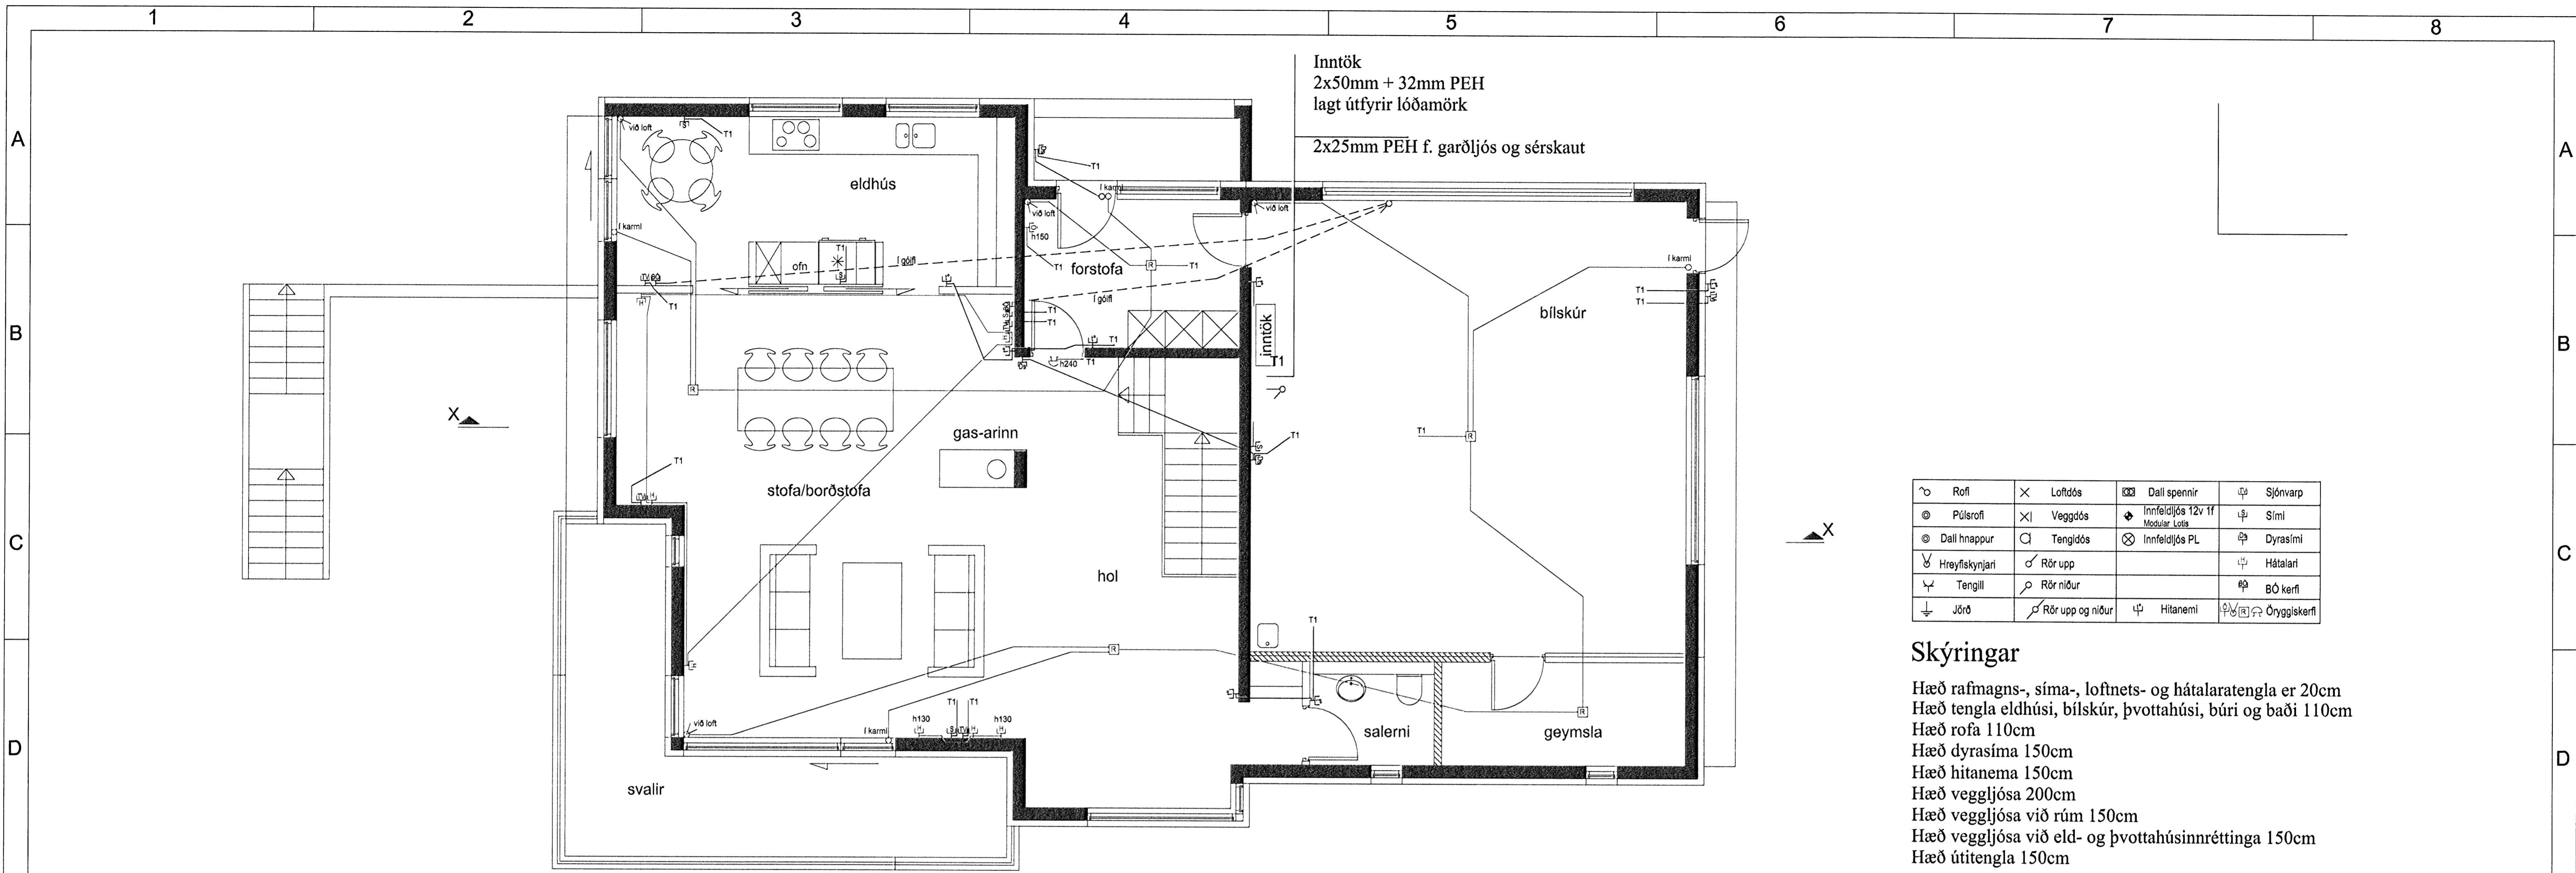 1 2 3 4 5 6 7 8
Inntök
2x50mm + 32mm PEH
lagt útfyrir lóðamörk
2x25mm PEH f. garðljós og sérskaut
A A
við loft
T1
T1
eldhús
í karmi
við loft
við loft
h150
í karmi
T1
ofn
í gólfi
T1
forstofa
T1
í karmi
TV
T1
H
í gólfi
T1
T1
T1
T1
bílskúr
B B
T1
T1
h240
T1
inntök
T1
R
X
gas-arinn
T1
T1
R
T1
stofa/borðstofa
X
C C
hol
T1
R
við loft
í karmi
h130
T1
T1
h130
salerni
geymsla
R
D D
svalir
Rofi Loftdós Dali spennir Sjónvarp
Púlsrofi Veggdós Innfeldljós 12v 1f Sími
Modular Lotis
Dali hnappur Tengidós Innfeldljós PL Dyrasími
Hreyfiskynjari Rör upp Hátalari
Tengill Rör niður BÓ kerfi
Jörð Rör upp og niður Hitanemi Öryggiskerfi
Skýringar
Hæð rafmagns-, síma-, loftnets- og hátalaratengla er 20cm
Hæð tengla eldhúsi, bílskúr, þvottahúsi, búri og baði 110cm
Hæð rofa 110cm
Hæð dyrasíma 150cm
Hæð hitanema 150cm
Hæð veggljósa 200cm
Hæð veggljósa við rúm 150cm
Hæð veggljósa við eld- og þvottahúsinnréttinga 150cm
Hæð útitengla 150cm